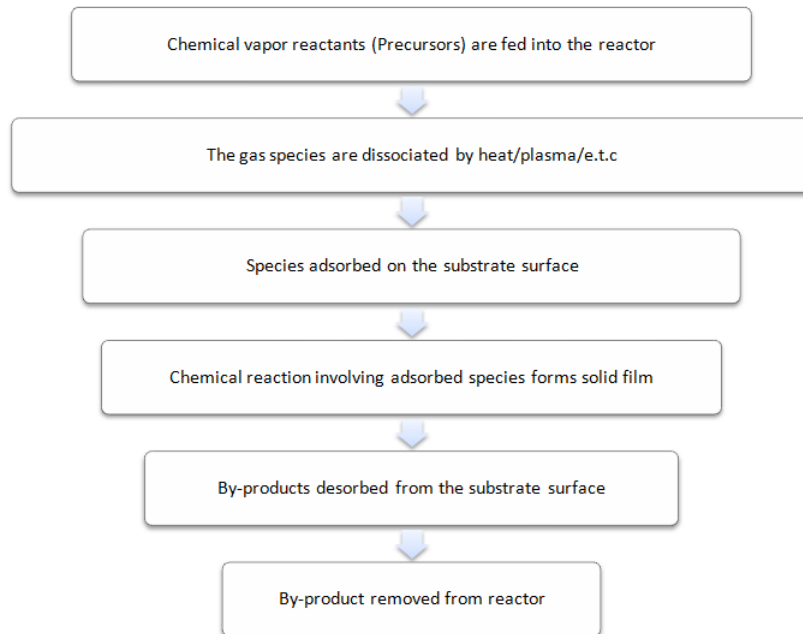 Chemical vapor reactants (Precursors) are fed into the reactor
The gas species are dissociated by heat/plasma/e.t.c
Species adsorbed on the substrate surface
Chemical reaction involving adsorbed species forms solid film
By-products desorbed from the substrate surface
By-product removed from reactor